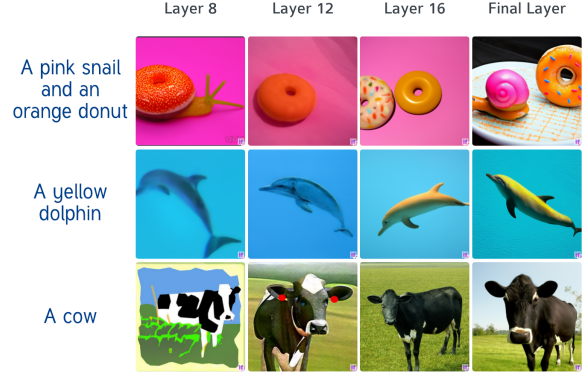 Layer 8 Layer 12 Layer 16 Final Layer
A pink snail
and an
orange donut
A yellow
dolphin
A cow